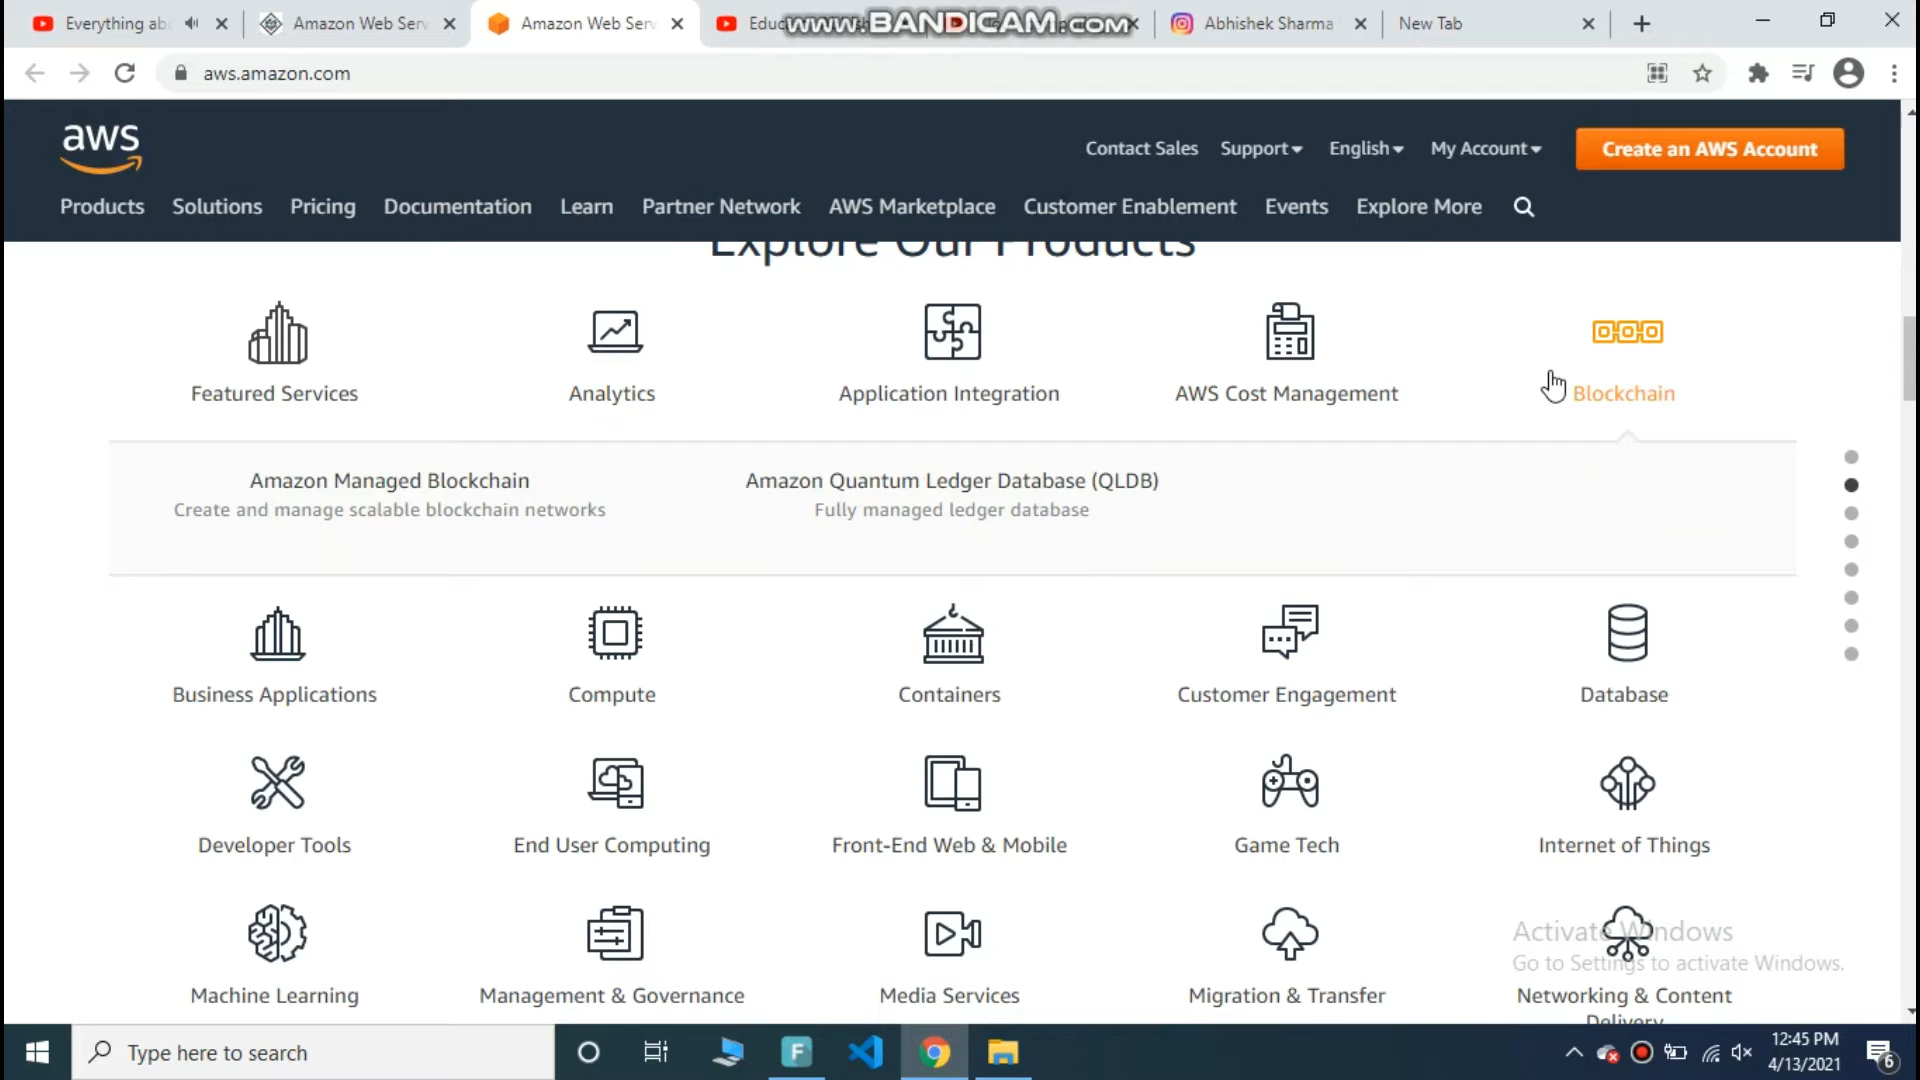 Everything ab
Amazon Web Serv
Amazon Web Serv
Educ
www.BANDICAM.com
Abhishek Sharma
New Tab
aws.amazon.com
aws
Contact Sales
Support
English
My Account
Create an AWS Account
Products
Solutions
Pricing
Documentation
Learn
Partner Network
AWS Marketplace
Customer Enablement
Events
Explore More
Explore Our Products
Featured Services
Analytics
Application Integration
AWS Cost Management
Blockchain
Amazon Managed Blockchain
Create and manage scalable blockchain networks
Amazon Quantum Ledger Database (QLDB)
Fully managed ledger database
Business Applications
Compute
Containers
Customer Engagement
Database
Developer Tools
End User Computing
Front-End Web & Mobile
Game Tech
Internet of Things
Machine Learning
Management & Governance
Media Services
Migration & Transfer
Networking & Content
Delivery
Activate Windows
Go to Settings to activate Windows.
Type here to search
F
12:45 PM
4/13/2021
6